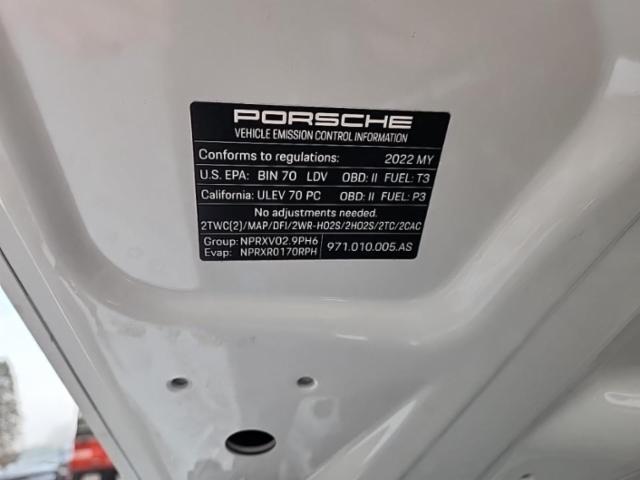 PORSCHE
VEHICLE EMISSION CONTROL INFORMATION
Conforms to regulations: 2022 MY
U.S. EPA: BIN 70 LDV OBD: II FUEL: T3
California: ULEV 70 PC OBD: II FUEL: P3
No adjustments needed.
2TWC(2)/MAP/DFI/2WR-HO2S/2HO2S/2TC/2CAC
Group: NPRXV02.9PH6
Evap: NPRXR0170RPH
971.010.005.AS